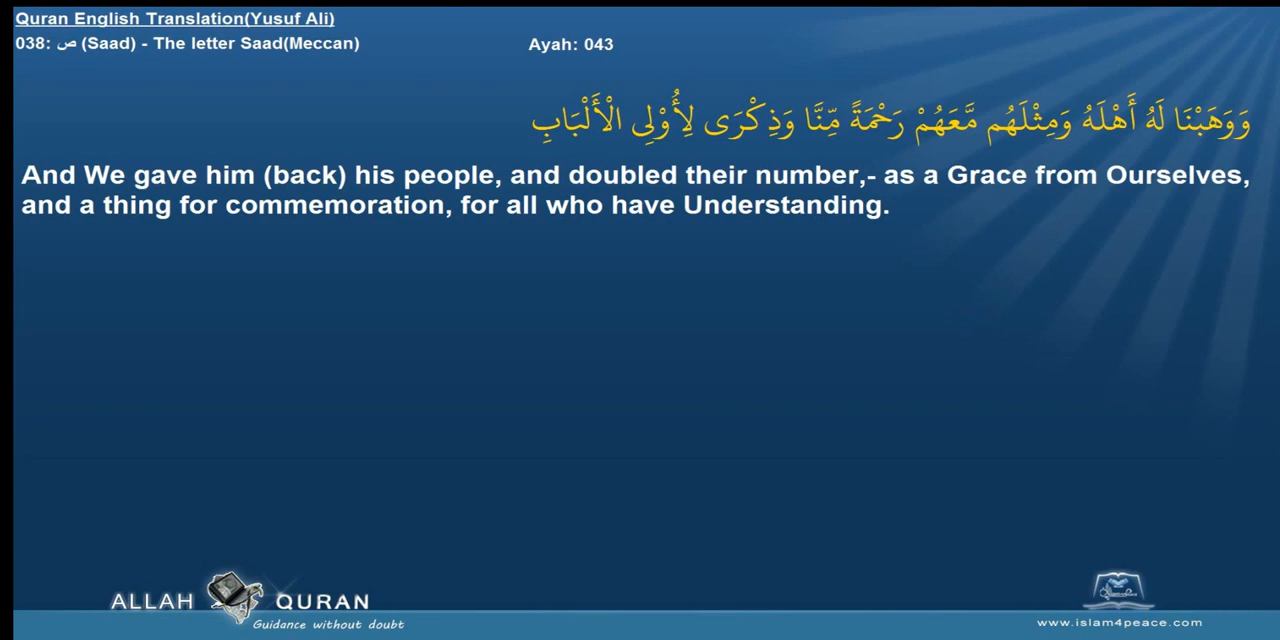 Quran English Translation(Yusuf Ali)
038: ص (Saad) - The letter Saad(Meccan)
Ayah: 043
وَوَهَبْنَا لَهُ أَهْلَهُ وَمِثْلَهُم مَّعَهُمْ رَحْمَةً مِّنَّا وَذِكْرَى لِأُوْلِي الْأَلْبَابِ
And We gave him (back) his people, and doubled their number,- as a Grace from Ourselves,
and a thing for commemoration, for all who have Understanding.
ALLAH QURAN
Guidance without doubt
www.islam4peace.com